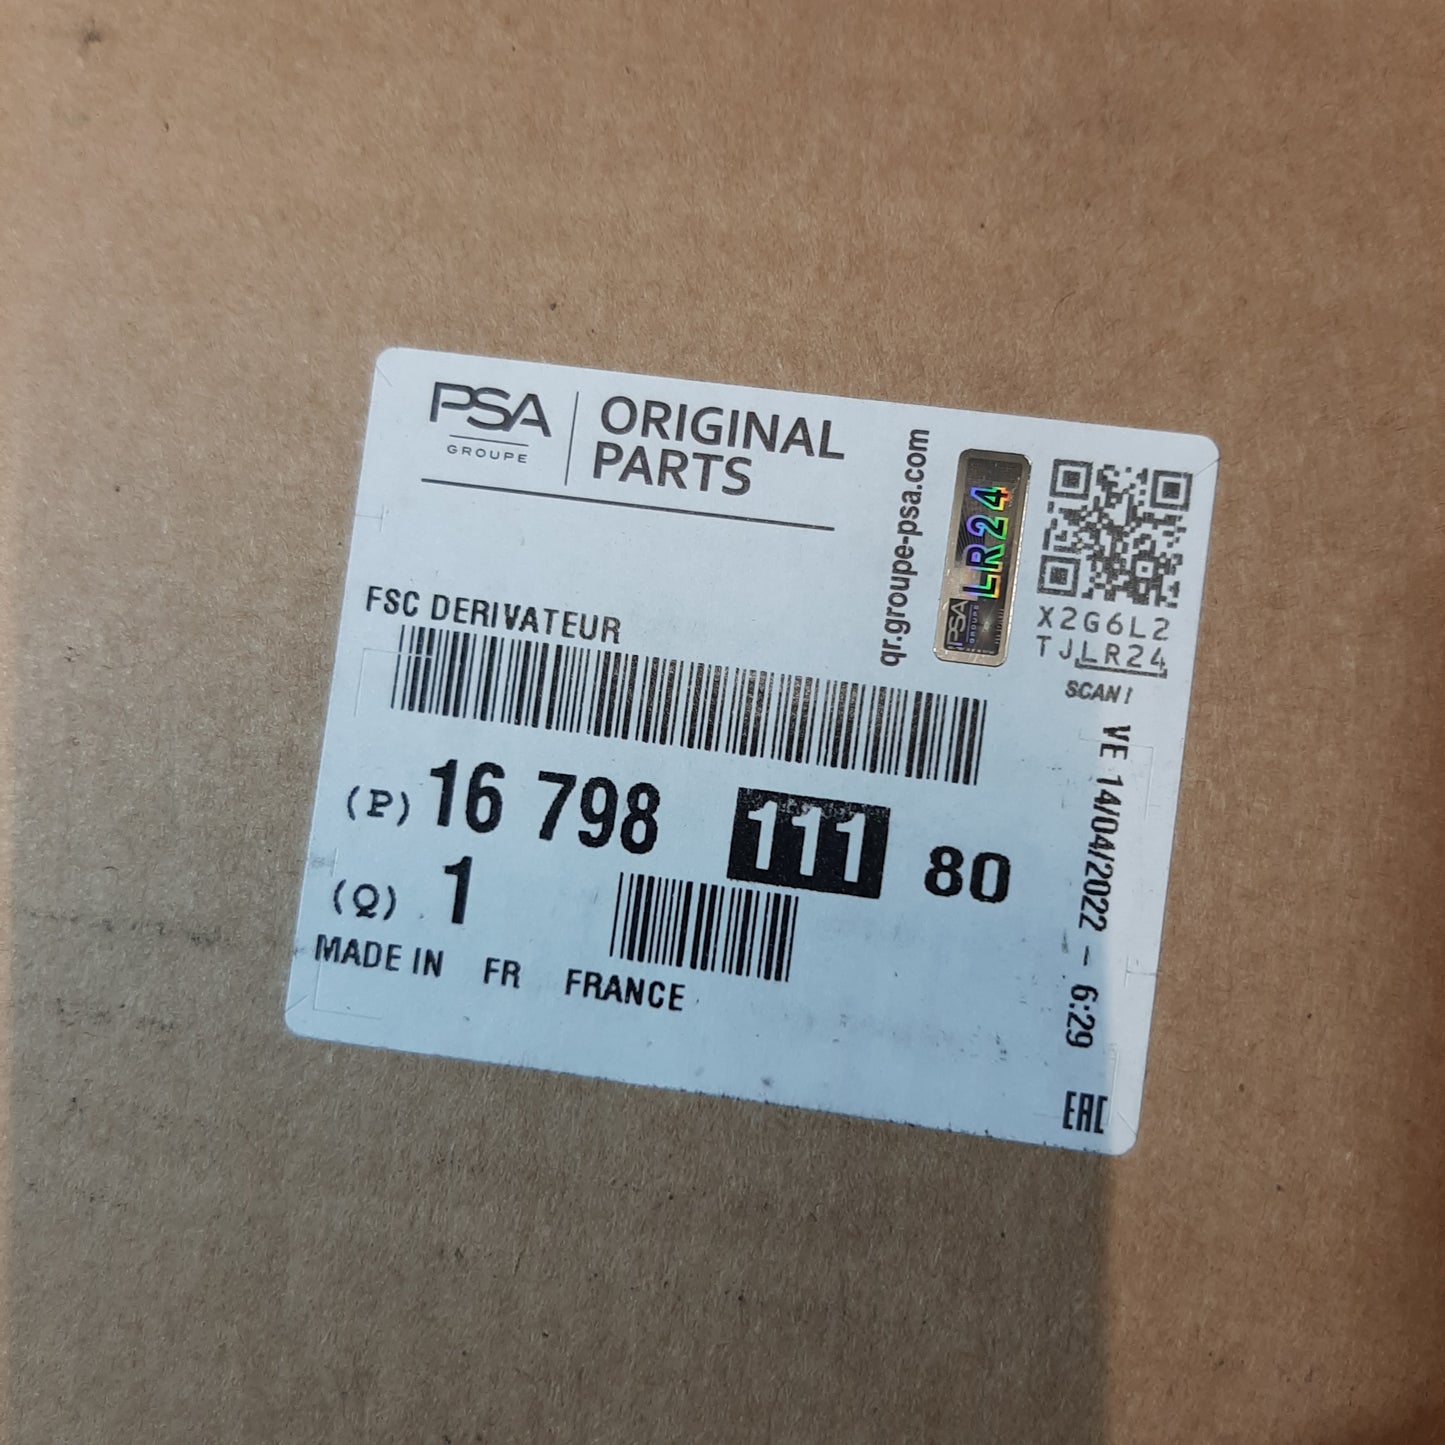 PSA
GROUPE
ORIGINAL
PARTS
qr.groupe-psa.com
PSA
GROUPE
LR24
X2G6L2
TJLR24
SCAN!
FSC DERIVATEUR
(P) 16 798 111 80
(Q) 1
MADE IN FR FRANCE
VE 14/04/2022 - 6:29
EAC